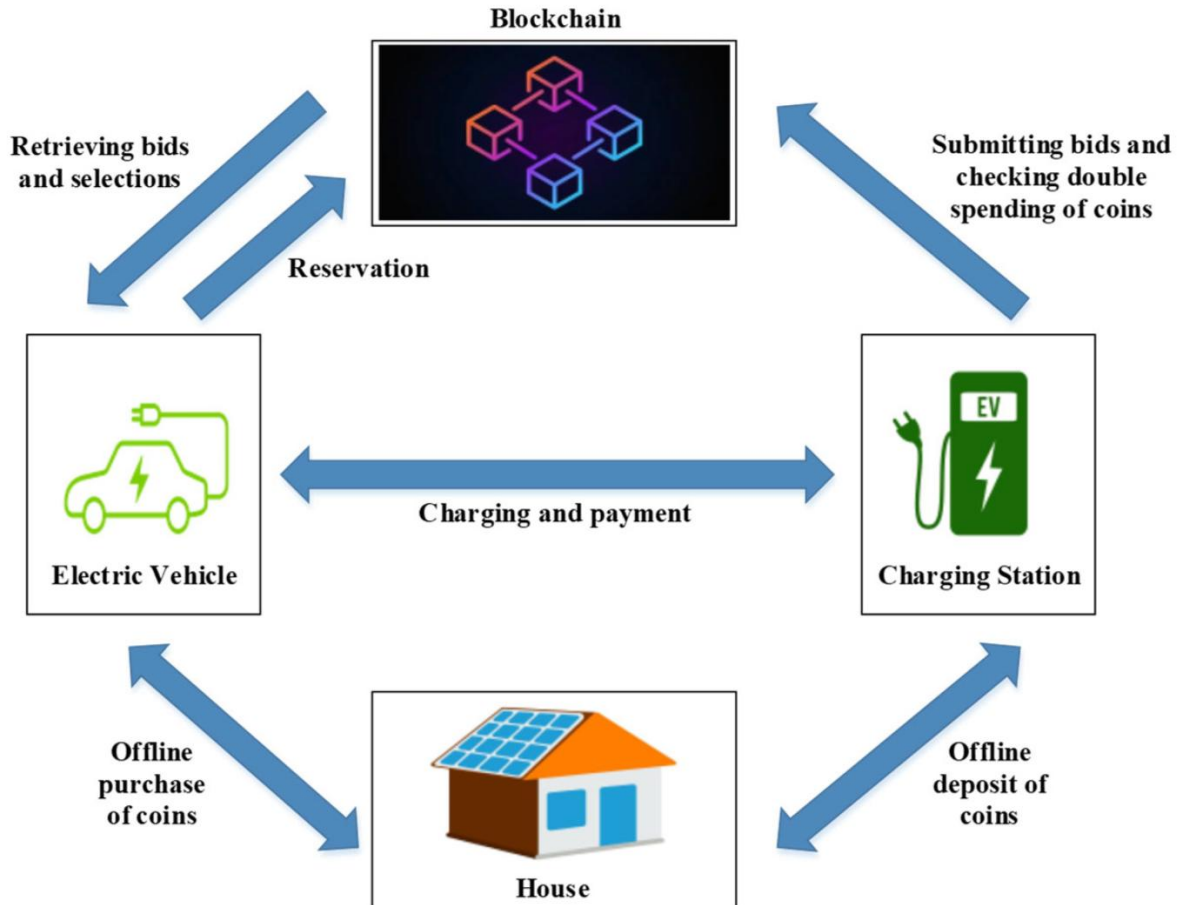 Blockchain
Retrieving bids
and selections
Submitting bids and
checking double
spending of coins
Reservation
EV
Charging and payment
Electric Vehicle
Charging Station
Offline
purchase
of coins
Offline
deposit of
coins
House